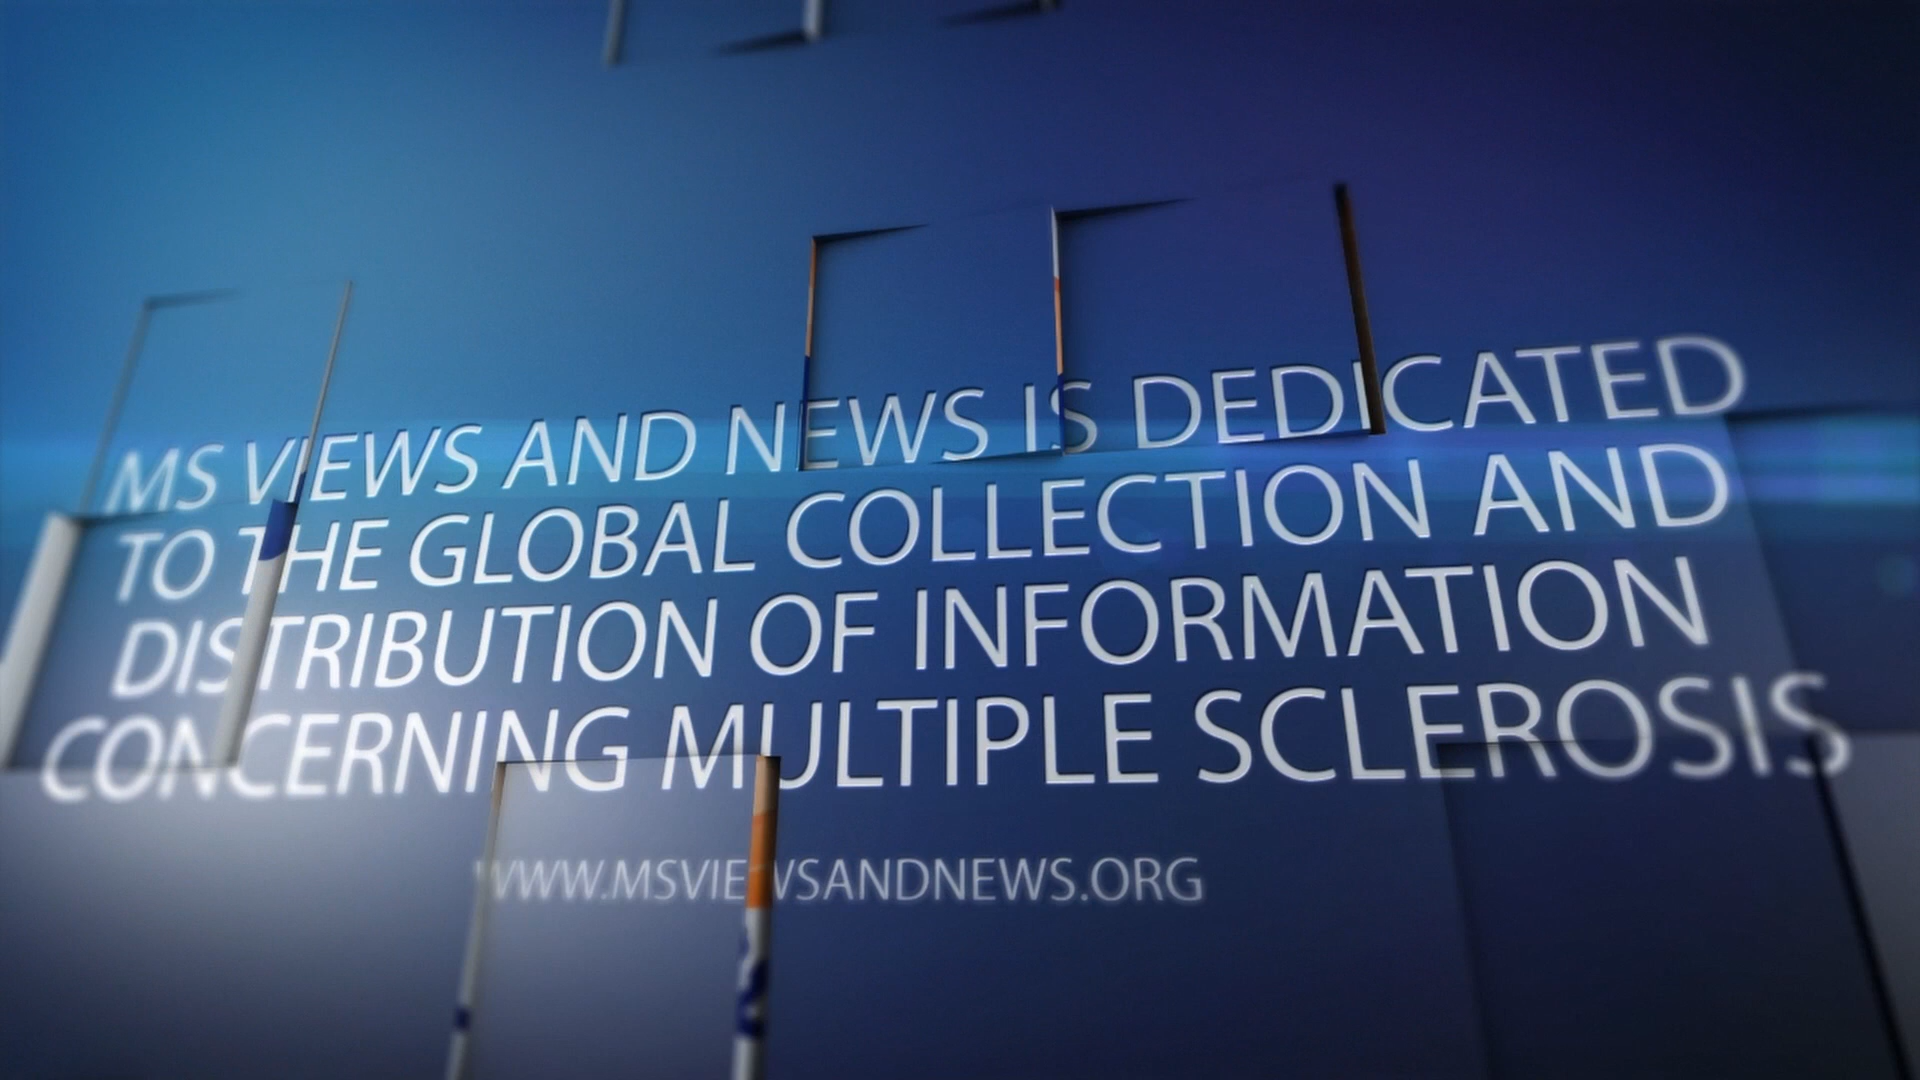 MS VIEWS AND NEWS IS DEDICATED
TO THE GLOBAL COLLECTION AND
DISTRIBUTION OF INFORMATION
CONCERNING MULTIPLE SCLEROSIS
WWW.MSVIEWSANDNEWS.ORG